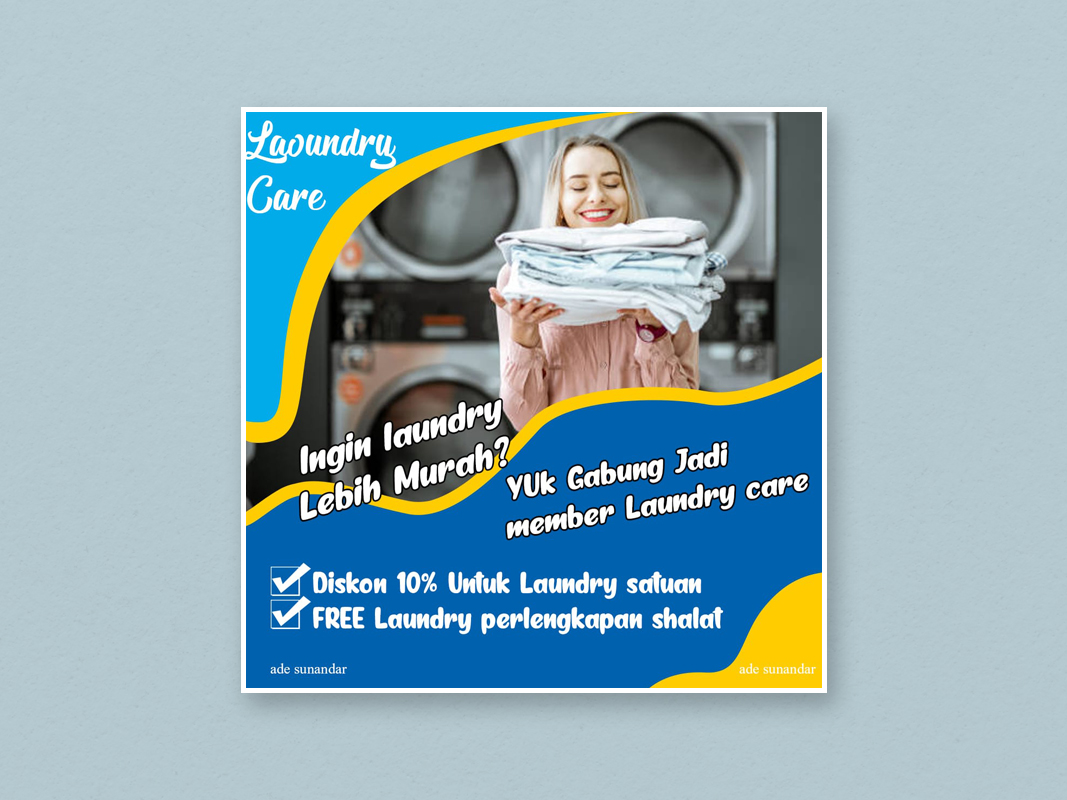 Laoundry
Care
Ingin laundry
Lebih Murah?
YUk Gabung Jadi
member Laundry care
Diskon 10% Untuk Laundry satuan
FREE Laundry perlengkapan shalat
ade sunandar
ade sunandar